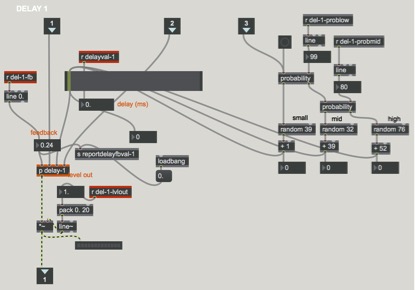 DELAY 1
1
2
3
r del-1-fb
line 0.
r delayval-1
0.
delay (ms)
0
feedback
0.24
s reportdelayfbval-1
p delay-1
level out
1.
r del-1-lvlout
pack 0. 20
*~
line~
1
loadbang
0.
r del-1-problow
line
99
r del-1-probmid
line
80
probability
probability
small
mid
high
random 39
random 32
random 76
+ 1
+ 39
+ 52
0
0
0